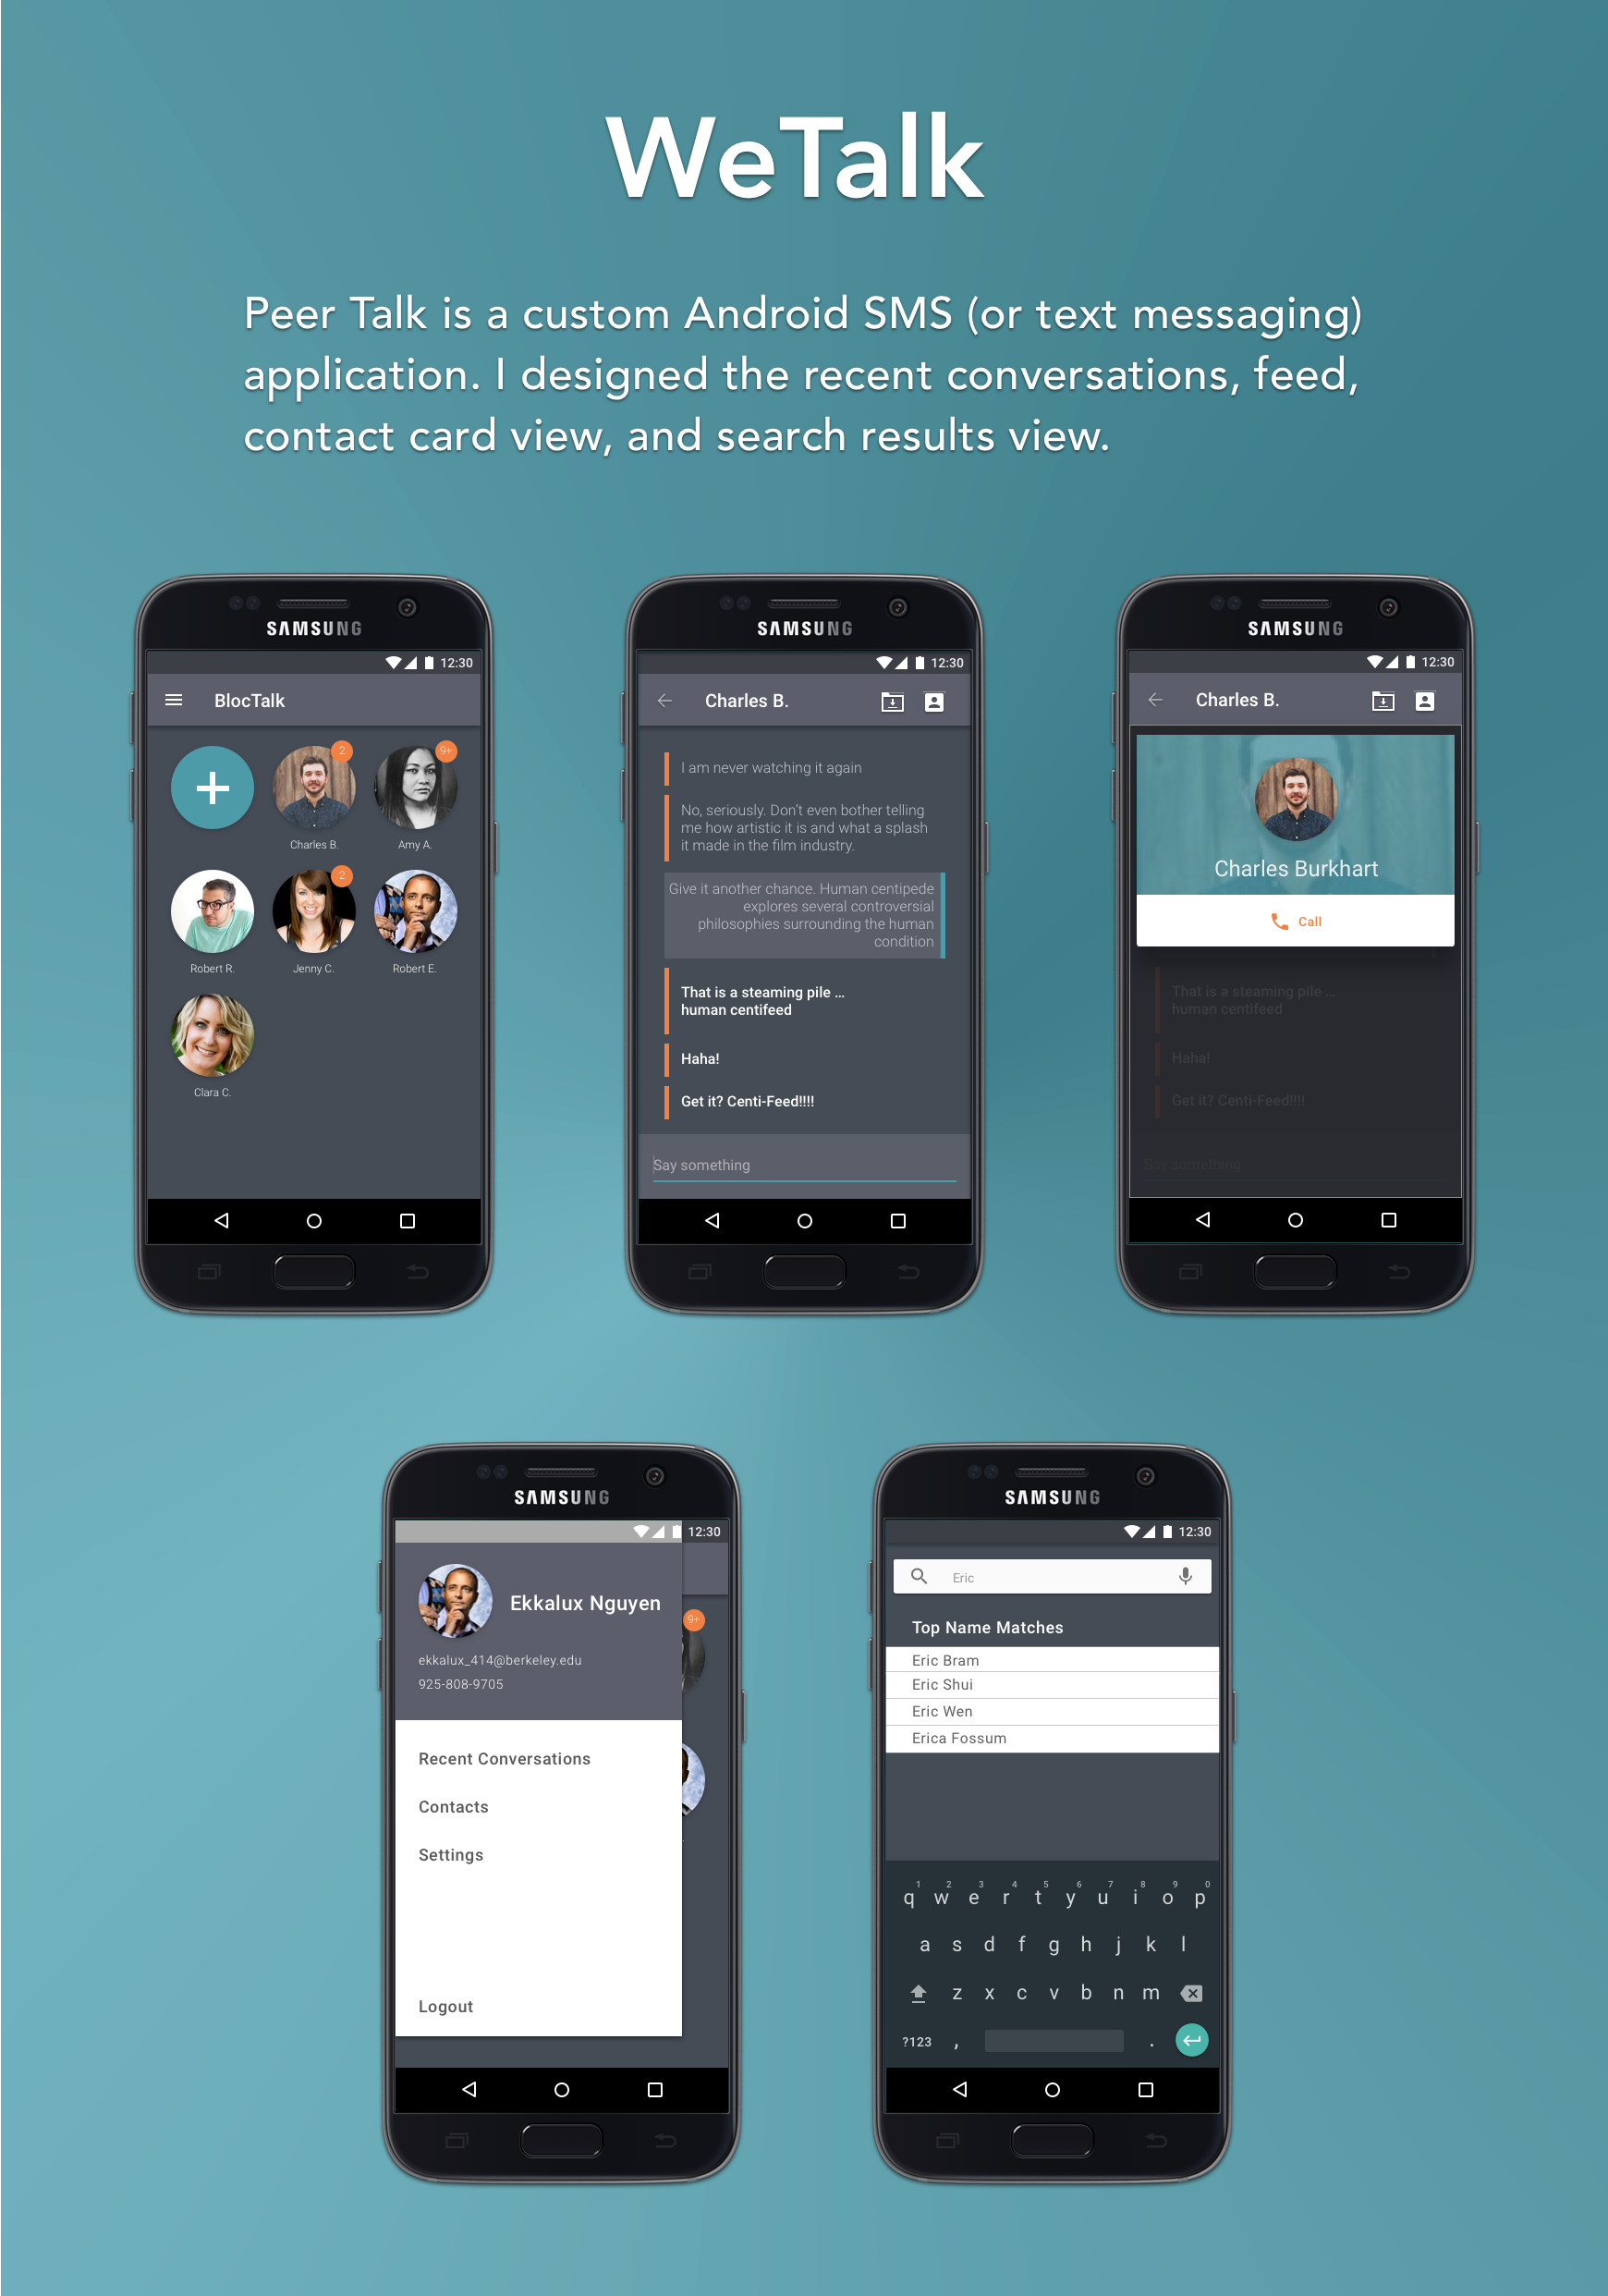 WeTalk
Peer Talk is a custom Android SMS (or text messaging)
application. I designed the recent conversations, feed,
contact card view, and search results view.
SAMSUNG
12:30
BlocTalk
2
9+
Charles B.
Amy A.
2
Robert R.
Jenny C.
Robert E.
Clara C.
SAMSUNG
12:30
Charles B.
I am never watching it again
No, seriously. Don't even bother telling
me how artistic it is and what a splash
it made in the film industry.
Give it another chance. Human centipede
explores several controversial
philosophies surrounding the human
condition
That is a steaming pile ...
human centifeed
Haha!
Get it? Centi-Feed!!!!
Say something
SAMSUNG
12:30
Charles B.
Charles Burkhart
Call
That is a steaming pile ...
human centifeed
Haha!
Get it? Centi-Feed!!!!
Say something
SAMSUNG
12:30
9+
Ekkalux Nguyen
ekkalux_414@berkeley.edu
925-808-9705
Recent Conversations
Contacts
Settings
Logout
SAMSUNG
12:30
Eric
Top Name Matches
Eric Bram
Eric Shui
Eric Wen
Erica Fossum
1 2 3 4 5 6 7 8 9 0
q w e r t y u i o p
a s d f g h j k l
z x c v b n m
?123 , .